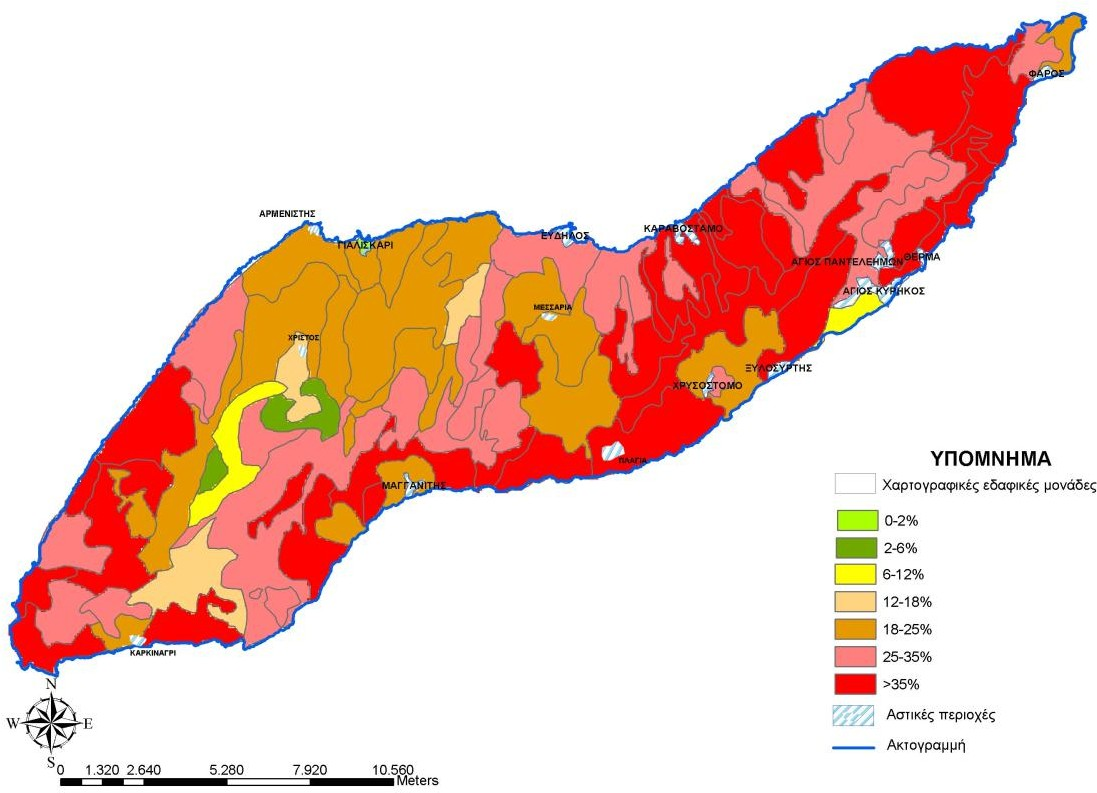 ΦΑΡΟΣ
ΑΡΜΕΝΙΣΤΗΣ
ΓΙΑΛΙΣΚΑΡΙ
ΕΥΔΗΛΟΣ
ΚΑΡΑΒΟΣΤΑΜΟ
ΑΓΙΟΣ ΠΑΝΤΕΛΕΗΜΩΝ
ΘΕΡΜΑ
ΑΓΙΟΣ ΚΥΡΗΚΟΣ
ΜΕΣΣΑΡΙΑ
ΧΡΙΣΤΟΣ
ΞΥΛΟΣΥΡΤΗΣ
ΧΡΥΣΟΣΤΟΜΟ
ΠΛΑΓΙΑ
ΜΑΓΓΑΝΙΤΗΣ
ΚΑΡΚΙΝΑΓΡΙ
ΥΠΟΜΝΗΜΑ
Χαρτογραφικές εδαφικές μονάδες
0-2%
2-6%
6-12%
12-18%
18-25%
25-35%
>35%
Αστικές περιοχές
Ακτογραμμή
N
W E
S
0 1.320 2.640 5.280 7.920 10.560
Meters